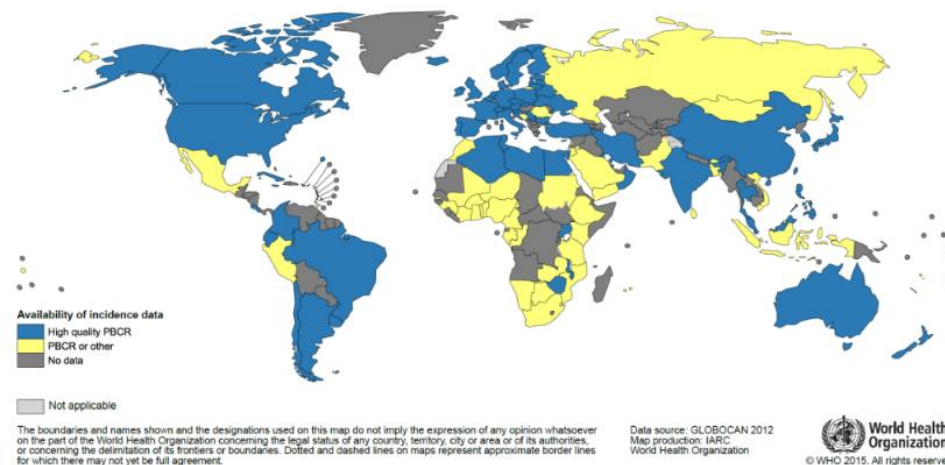 Availability of incidence data
High quality PBCR
PBCR or other
No data
Not applicable
The boundaries and names shown and the designations used on this map do not imply the expression of any opinion whatsoever
on the part of the World Health Organization concerning the legal status of any country, territory, city or area or of its authorities,
or concerning the delimitation of its frontiers or boundaries. Dotted and dashed lines on maps represent approximate border lines
for which there may not yet be full agreement.
Data source: GLOBOCAN 2012
Map production: IARC
World Health Organization
World Health
Organization
© WHO 2015. All rights reserve